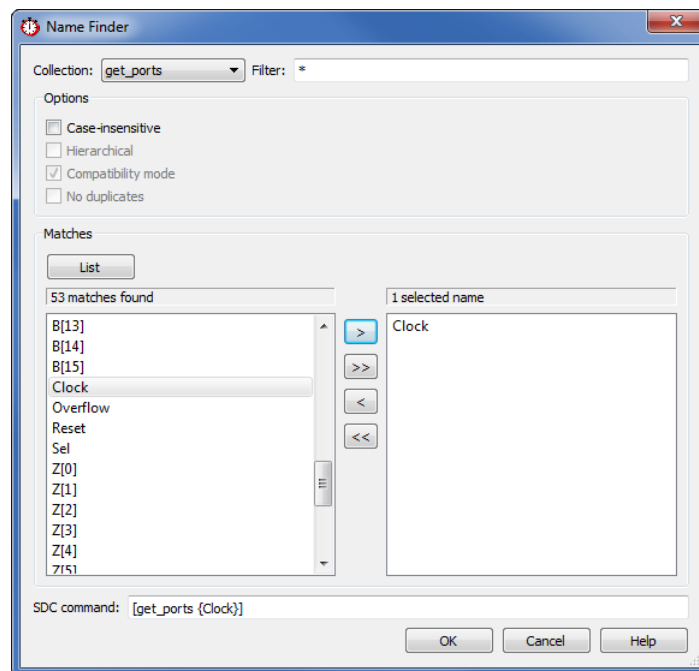 Name Finder
X
Collection: get_ports Filter: *
Options
Case-insensitive
Hierarchical
Compatibility mode
No duplicates
Matches
List
53 matches found
1 selected name
B[13]
B[14]
B[15]
Clock
Overflow
Reset
Sel
Z[0]
Z[1]
Z[2]
Z[3]
Z[4]
Z[5]
>
>>
<
<<
Clock
SDC command: [get_ports {Clock}]
OK Cancel Help